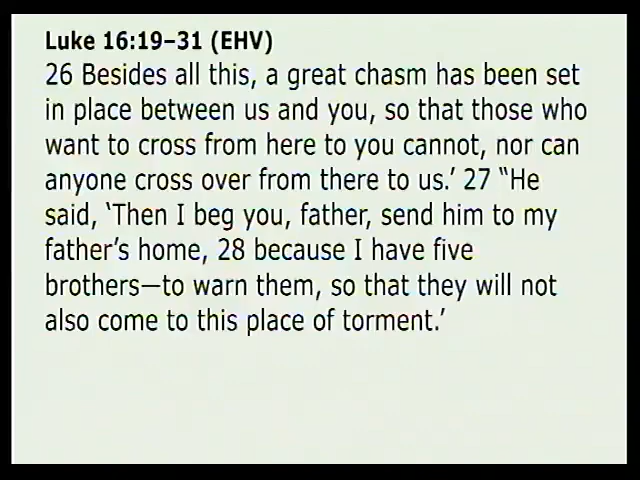 Luke 16:19–31 (EHV)
26 Besides all this, a great chasm has been set
in place between us and you, so that those who
want to cross from here to you cannot, nor can
anyone cross over from there to us.’ 27 “He
said, ‘Then I beg you, father, send him to my
father’s home, 28 because I have five
brothers—to warn them, so that they will not
also come to this place of torment.’